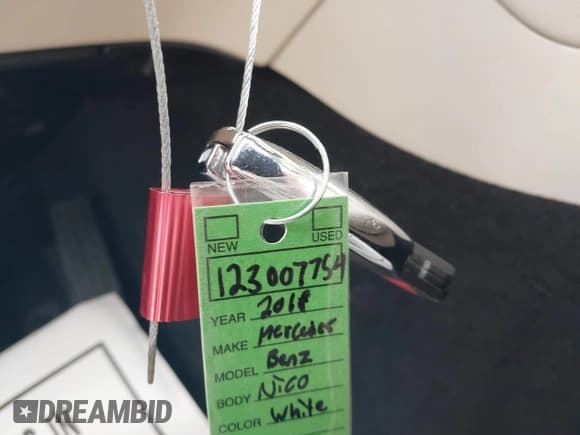 NEW USED
123007754
YEAR 2018
MAKE Mercedes
MODEL Benz
BODY Nico
COLOR White
DREAMBID